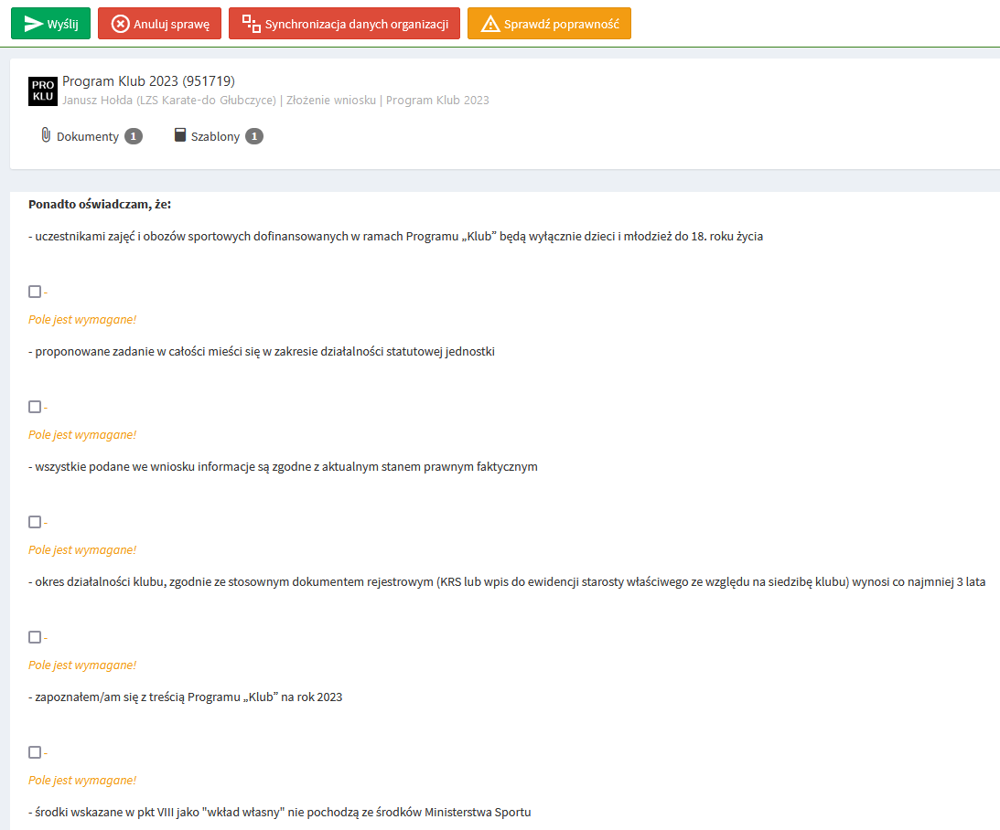 Wyślij Anuluj sprawę Synchronizacja danych organizacji Sprawdź poprawność
PRO
KLU
Program Klub 2023 (951719)
Janusz Hołda (LZS Karate-do Głubczyce) | Złożenie wniosku | Program Klub 2023
Dokumenty 1 Szablony 1
Ponadto oświadczam, że:
- uczestnikami zajęć i obozów sportowych dofinansowanych w ramach Programu „Klub” będą wyłącznie dzieci i młodzież do 18. roku życia
-
Pole jest wymagane!
- proponowane zadanie w całości mieści się w zakresie działalności statutowej jednostki
-
Pole jest wymagane!
- wszystkie podane we wniosku informacje są zgodne z aktualnym stanem prawnym faktycznym
-
Pole jest wymagane!
- okres działalności klubu, zgodnie ze stosownym dokumentem rejestrowym (KRS lub wpis do ewidencji starosty właściwego ze względu na siedzibę klubu) wynosi co najmniej 3 lata
-
Pole jest wymagane!
- zapoznałem/am się z treścią Programu „Klub” na rok 2023
-
Pole jest wymagane!
- środki wskazane w pkt VIII jako "wkład własny" nie pochodzą ze środków Ministerstwa Sportu